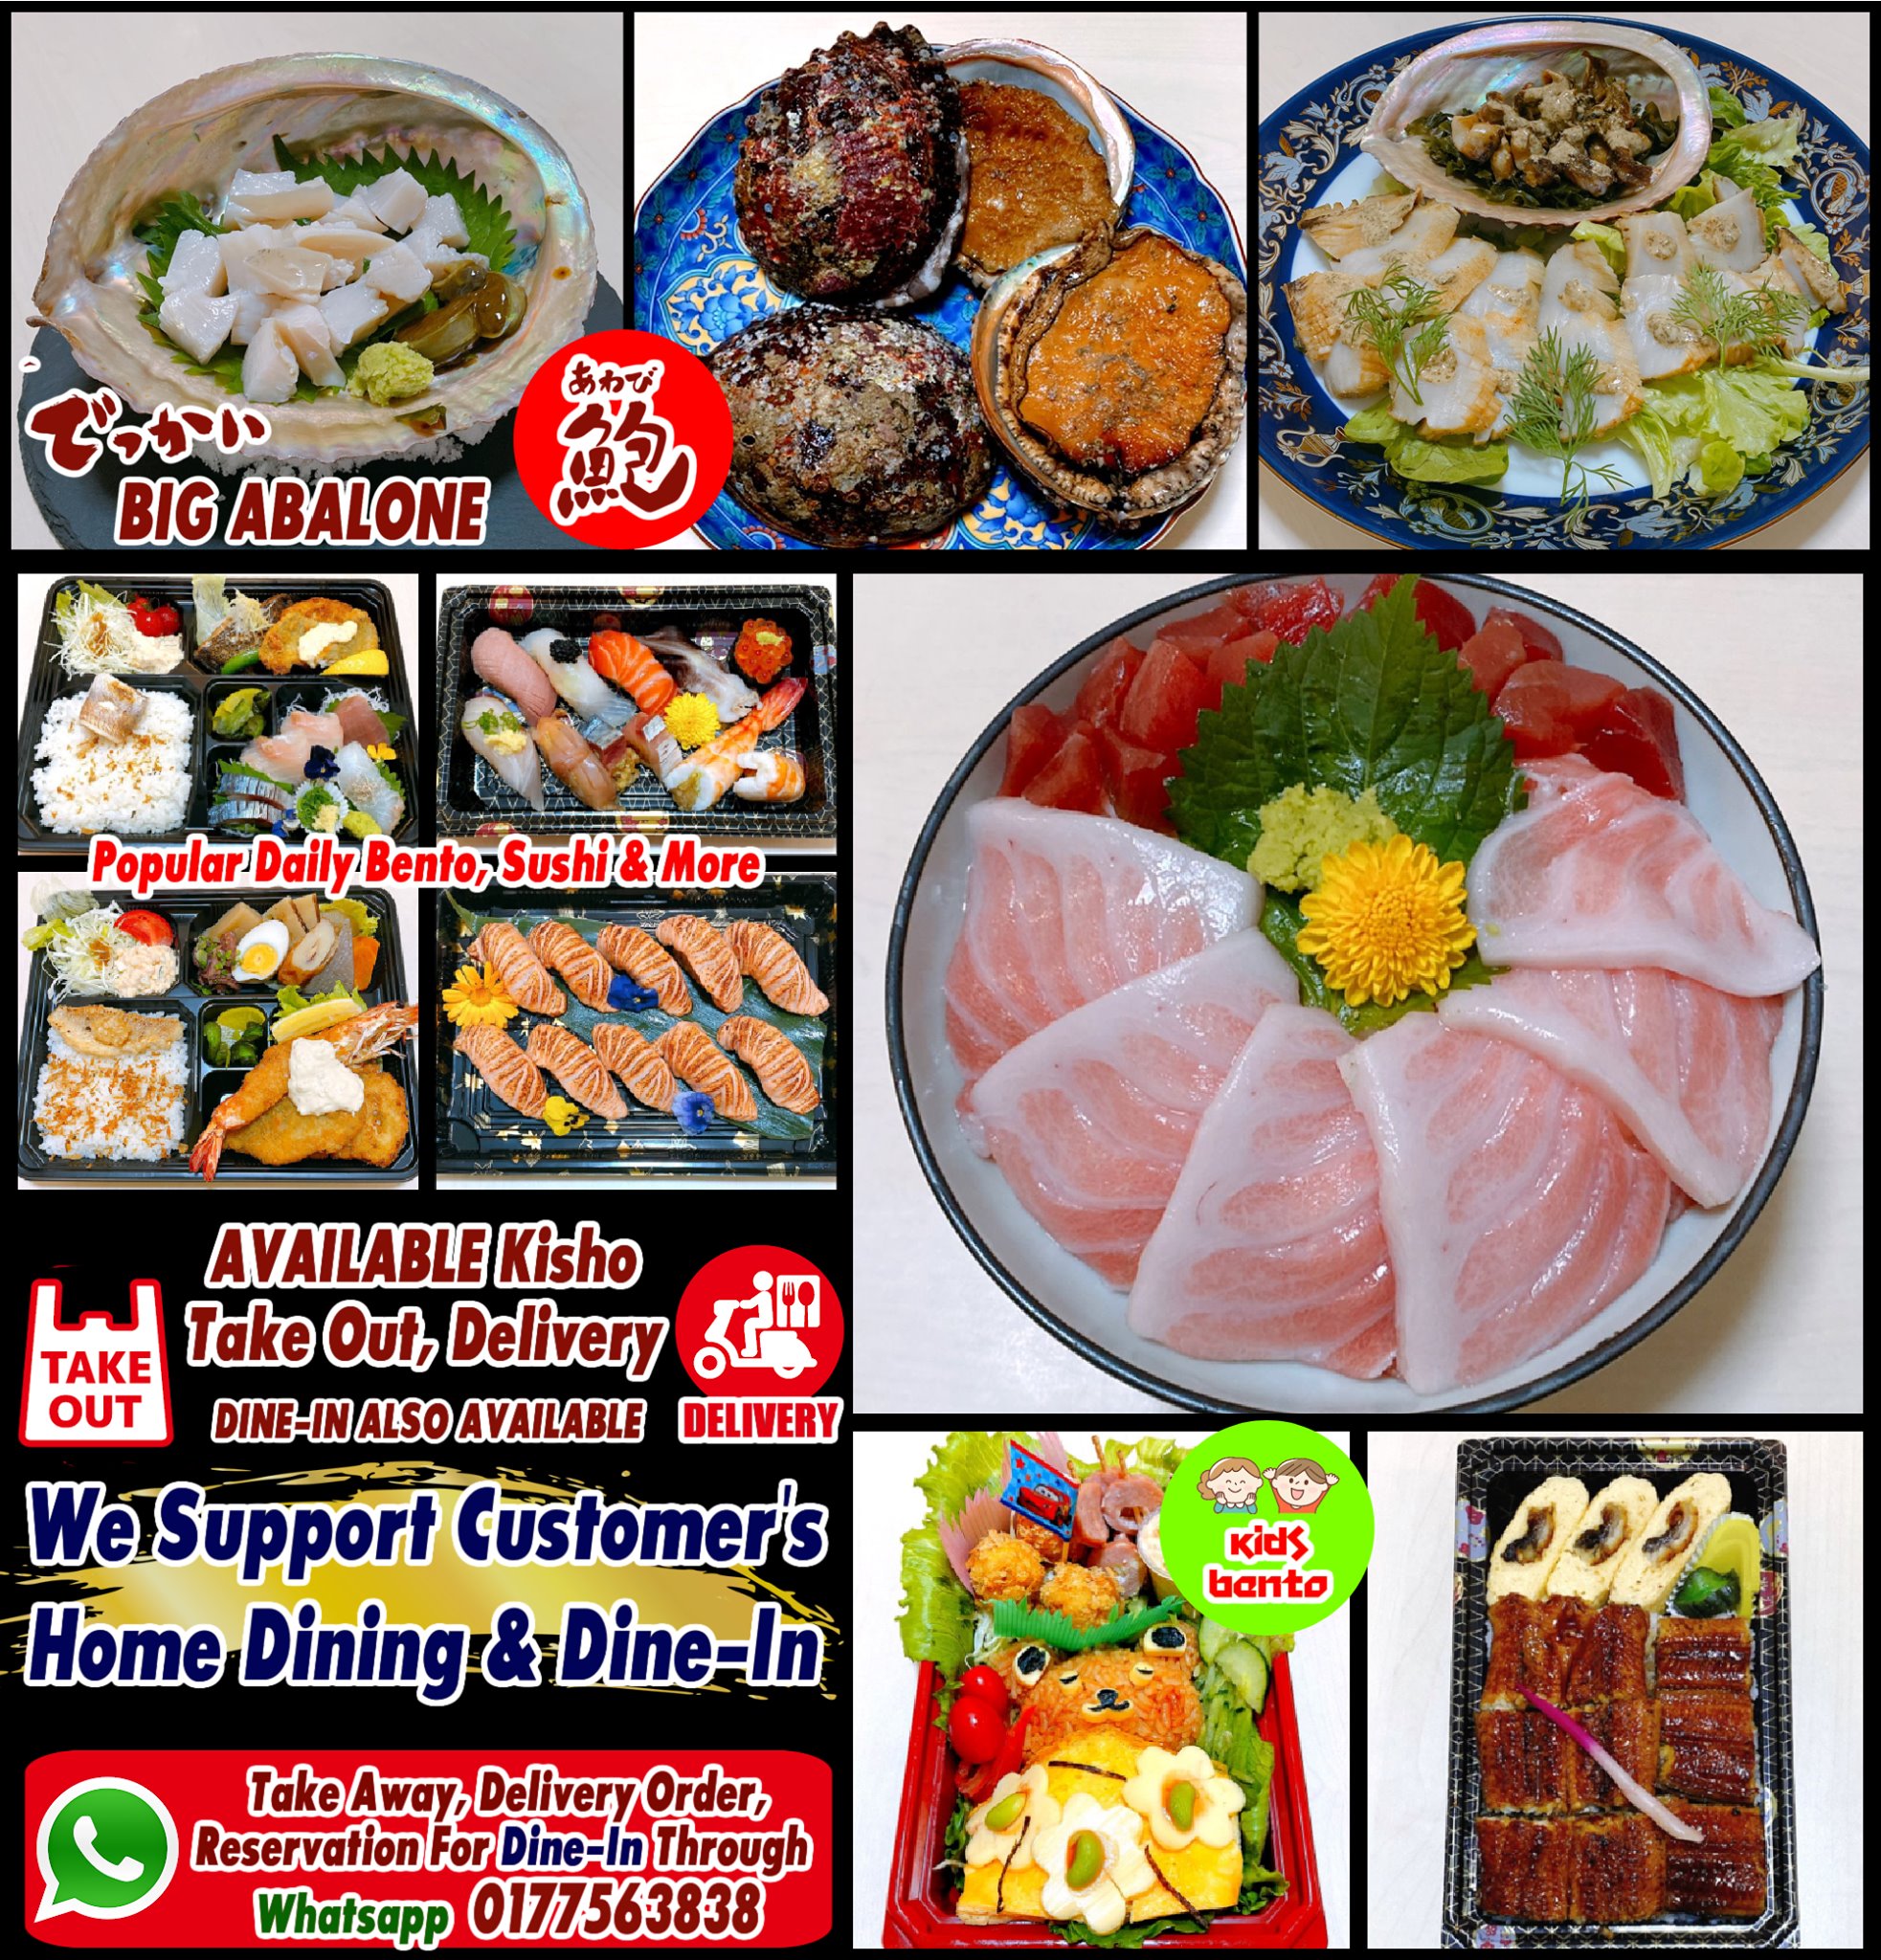 でっかい
BIG ABALONE
あわび
鮑
Popular Daily Bento, Sushi & More
AVAILABLE Kisho
Take Out, Delivery
DINE-IN ALSO AVAILABLE
TAKE
OUT
DELIVERY
We Support Customer's
Home Dining & Dine-In
Kids
bento
Take Away, Delivery Order,
Reservation For Dine-In Through
Whatsapp 0177563838